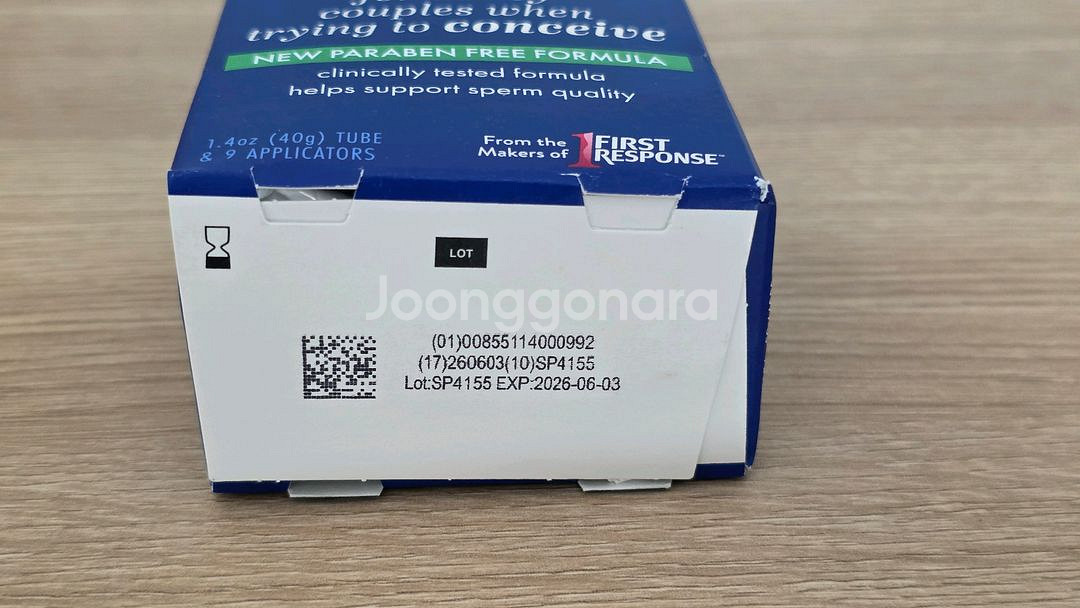 couples when
trying to conceive
NEW PARABEN FREE FORMULA
clinically tested formula
helps support sperm quality
1.4oz (40g) TUBE
& 9 APPLICATORS
From the
Makers of
1 FIRST
RESPONSE™
LOT
Joonggonara
(01)00855114000992
(17)260603(10)SP4155
Lot:SP4155 EXP:2026-06-03